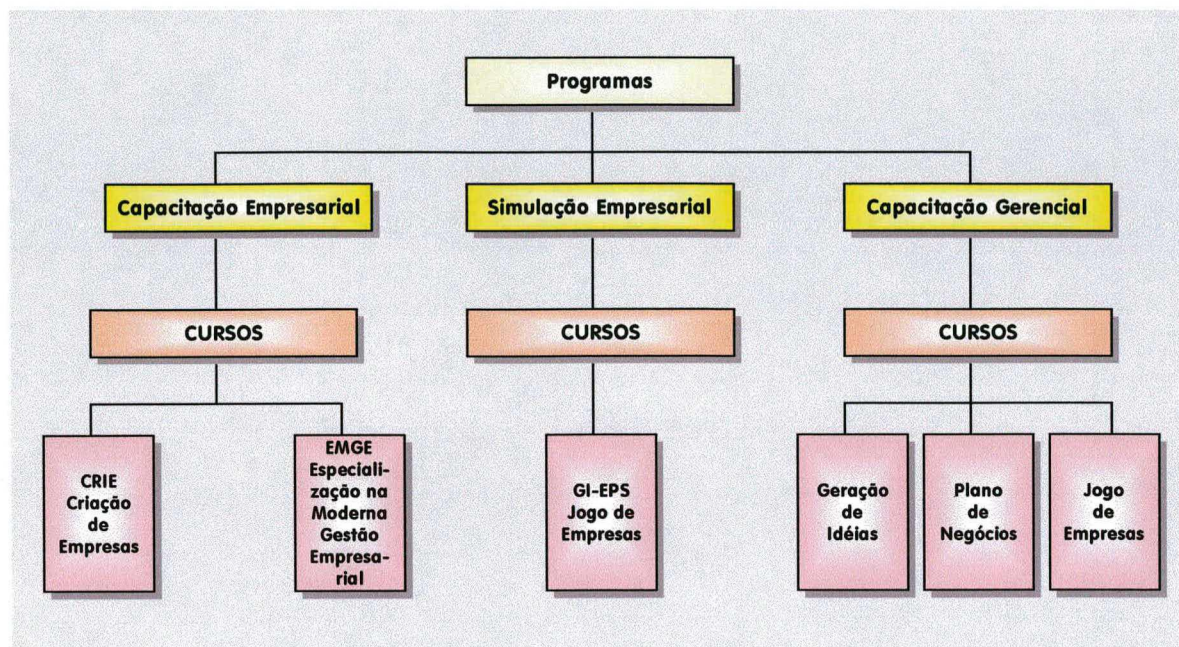 Programas
Capacitação Empresarial
Simulação Empresarial
Capacitação Gerencial
CURSOS
CURSOS
CURSOS
CRIE
Criação
de
Empresas
EMGE
Especiali-
zação na
Moderna
Gestão
Empresa-
rial
GI-EPS
Jogo de
Empresas
Geração
de
Idéias
Plano
de
Negócios
Jogo
de
Empresas